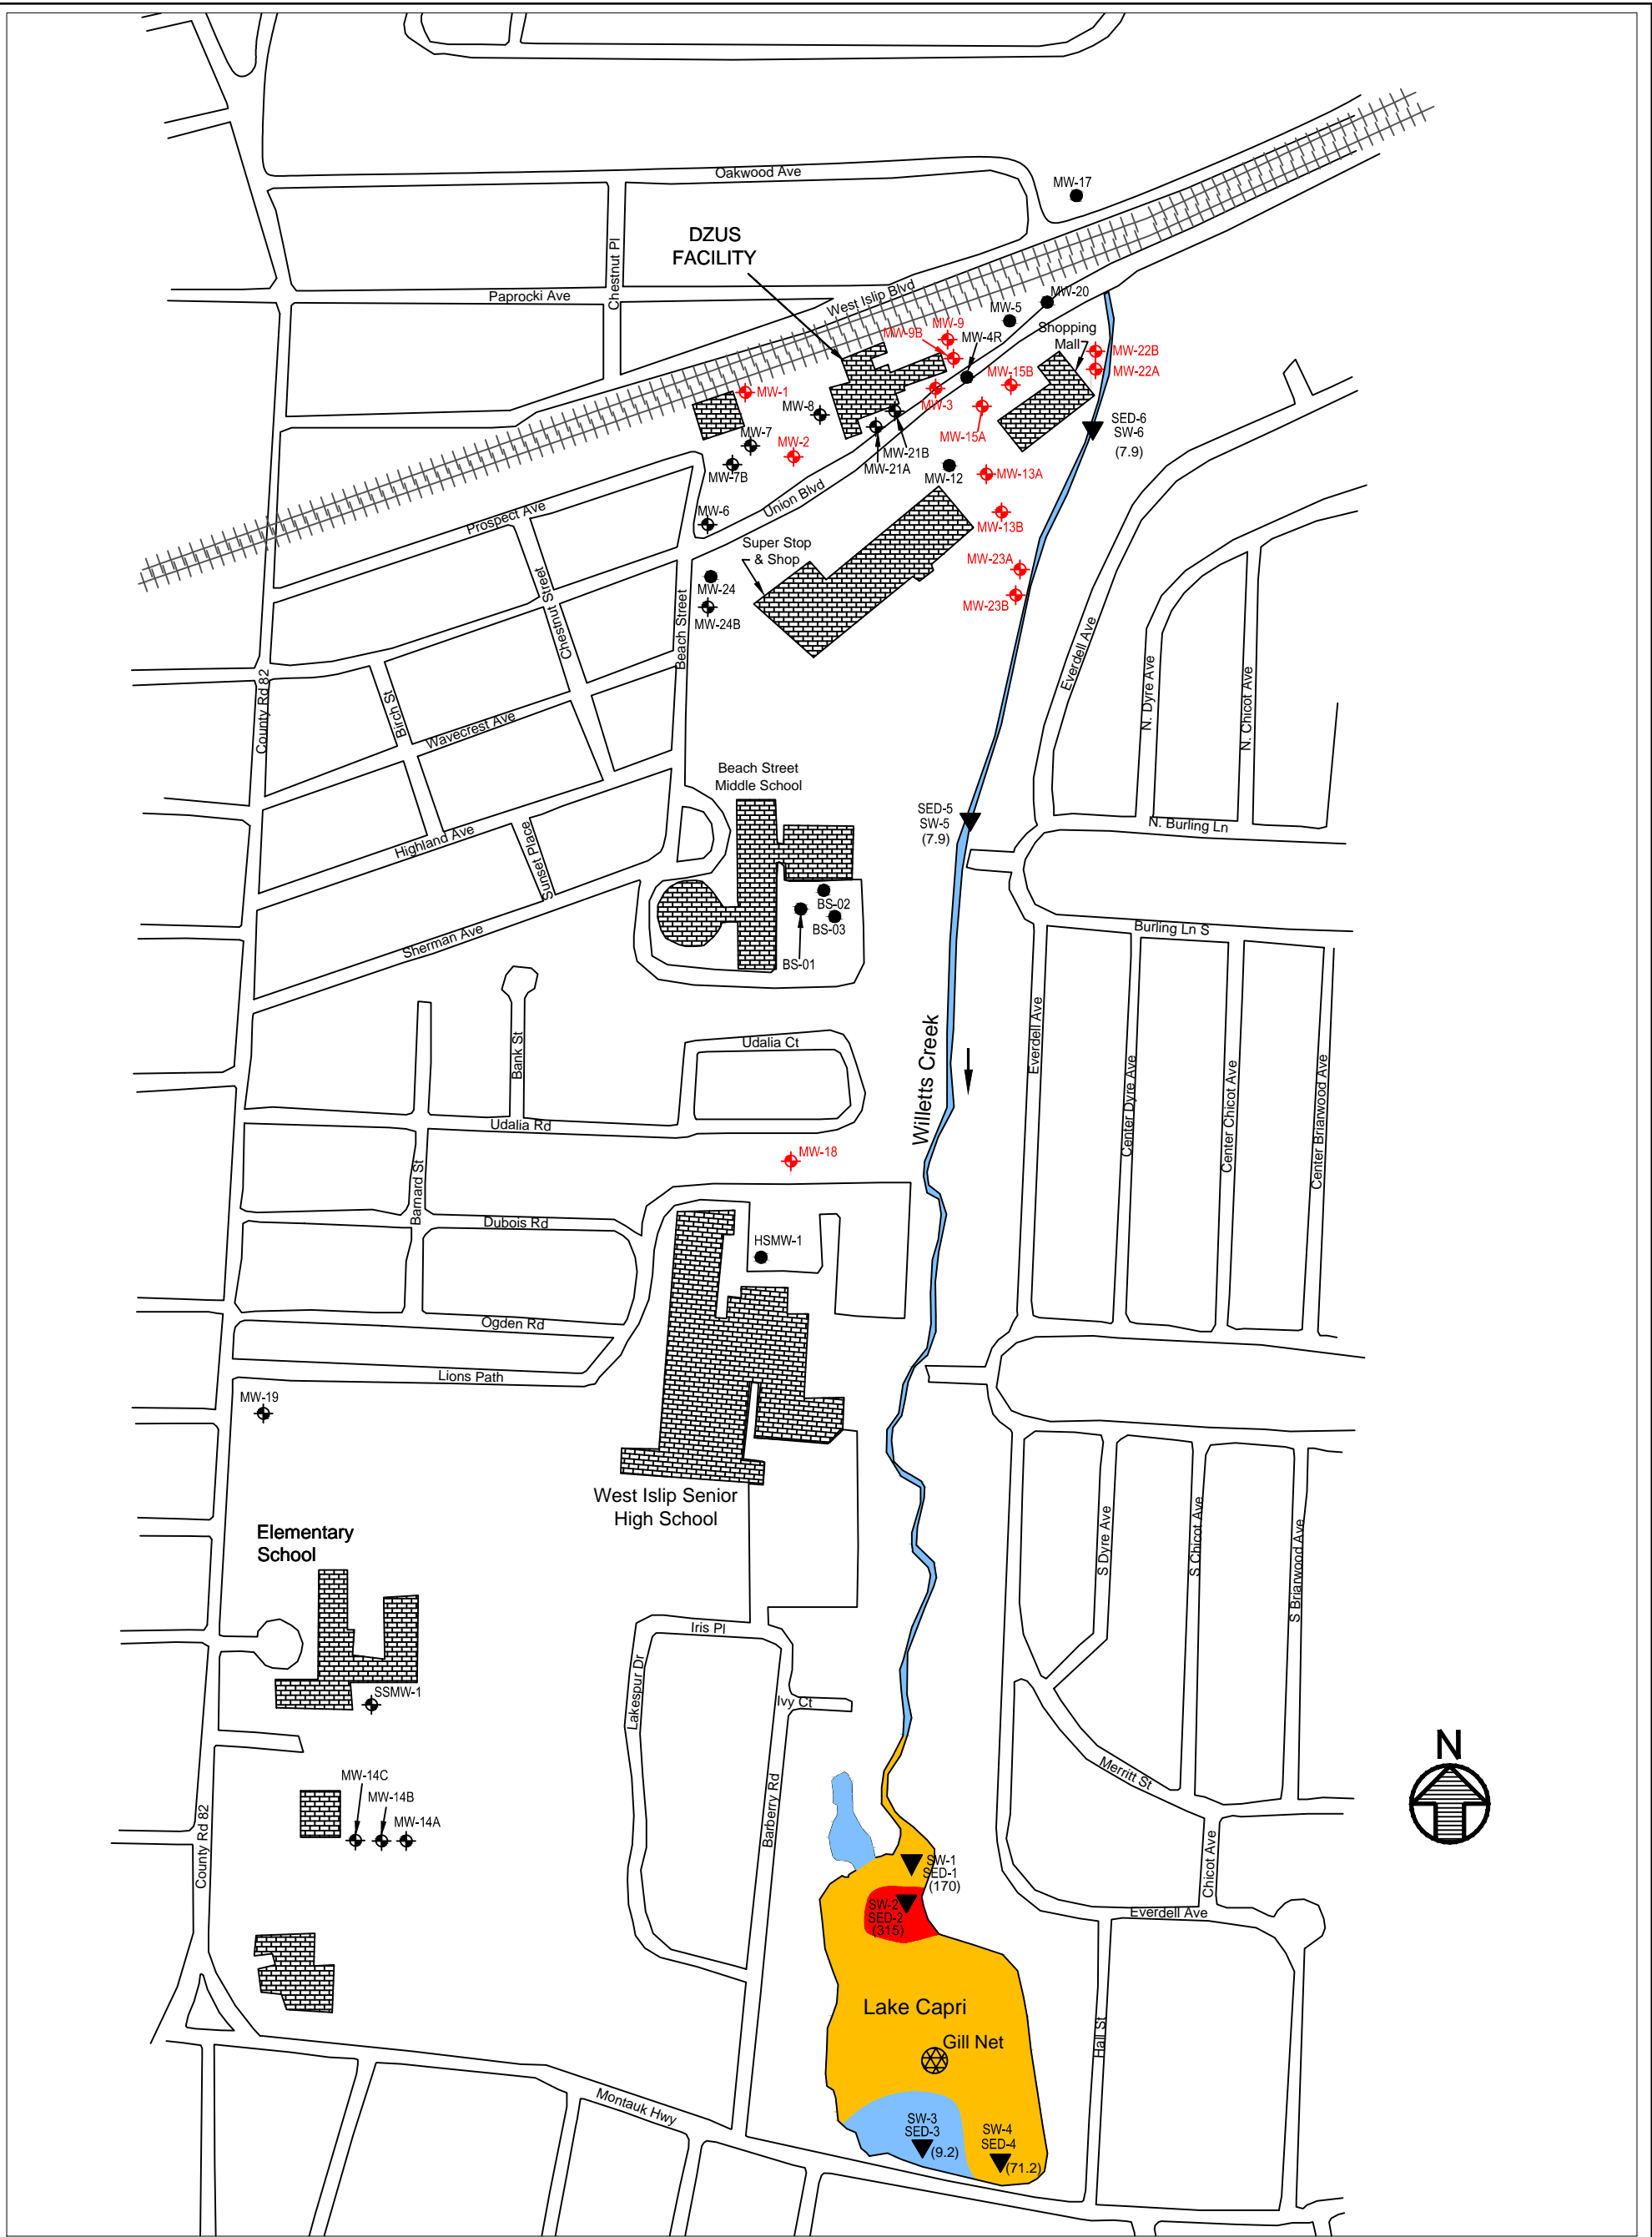 Oakwood Ave
MW-17
DZUS
FACILITY
Chestnut Pl
Paprocki Ave
West Islip Blvd
MW-20
MW-5
MW-9
MW-9B
MW-4R
Shopping
Mall
MW-22B
MW-22A
MW-15B
MW-1
MW-8
MW-3
MW-15A
SED-6
SW-6
(7.9)
MW-7
MW-2
MW-21B
MW-21A
MW-7B
MW-12
MW-13A
Union Blvd
MW-6
Prospect Ave
MW-13B
Super Stop
& Shop
MW-23A
MW-24
MW-23B
MW-24B
Chestnut Street
Beach Street
Everdell Ave
N. Dyre Ave
N. Chicot Ave
County Rd 82
Birch St
Wavecrest Ave
Beach Street
Middle School
SED-5
SW-5
(7.9)
N. Burling Ln
Highland Ave
Sunset Place
BS-02
BS-03
BS-01
Burling Ln S
Sherman Ave
Bank St
Udalia Ct
Willetts Creek
Everdell Ave
Center Dyre Ave
Center Chicot Ave
Center Briarwood Ave
Udalia Rd
MW-18
Barnard St
Dubois Rd
HSMW-1
Ogden Rd
Lions Path
MW-19
West Islip Senior
High School
Elementary
School
S Dyre Ave
S Chicot Ave
S Briarwood Ave
Iris Pl
Lakespur Dr
SSMW-1
Ivy Ct
N
Merritt St
MW-14C
MW-14B
MW-14A
Barberry Rd
County Rd 82
Chicot Ave
SW-1
SED-1
(170)
SW-2
SED-2
(315)
Everdell Ave
Lake Capri
Gill Net
Hall St
Montauk Hwy
SW-3
SED-3
(9.2)
SW-4
SED-4
(71.2)